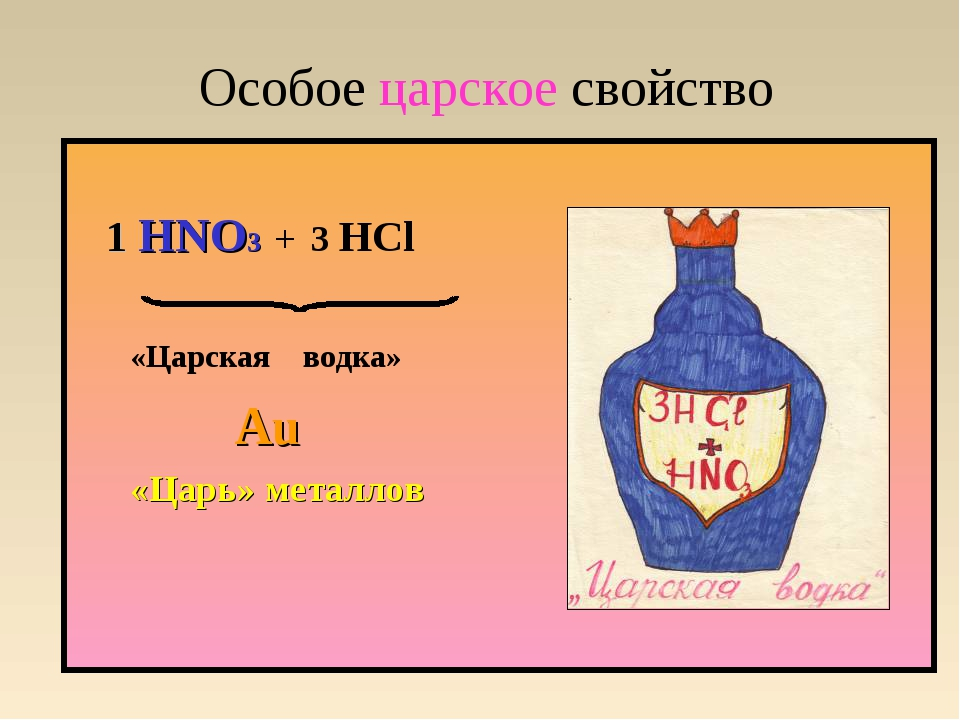 Особое царское свойство
1 HNO₃ + 3 HCl
«Царская водка»
Au
«Царь» металлов
3HCl
+
HNO₃
„Царская водка“